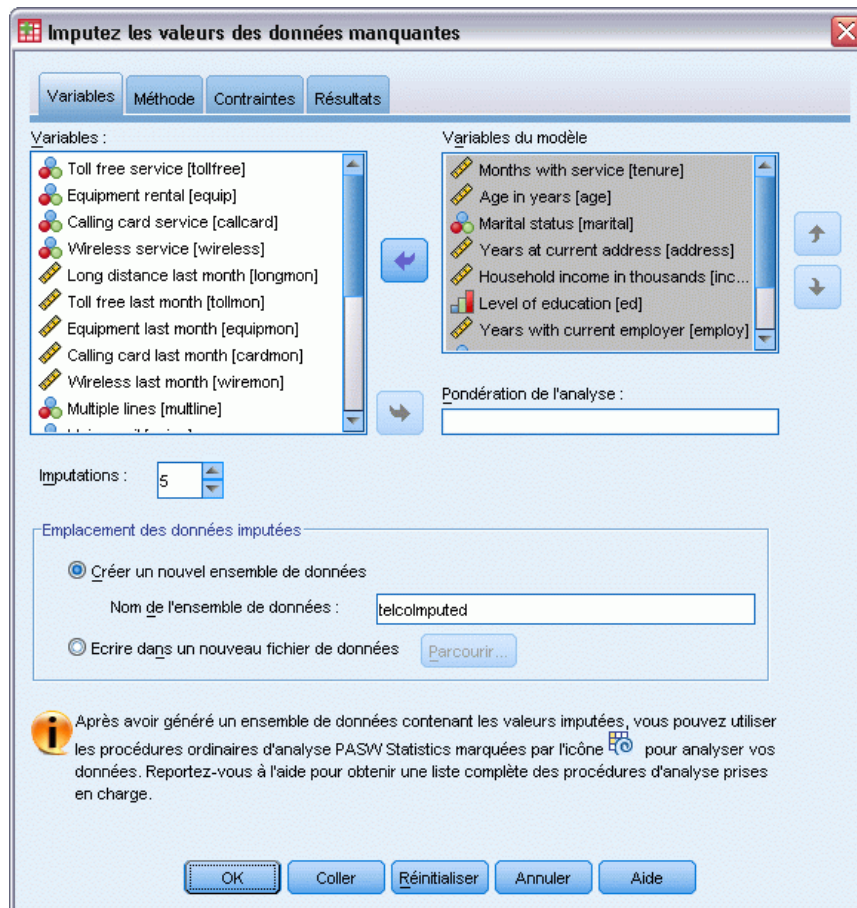 Imputez les valeurs des données manquantes
Variables
Méthode
Contraintes
Résultats
Variables :
Toll free service [tollfree]
Equipment rental [equip]
Calling card service [callcard]
Wireless service [wireless]
Long distance last month [longmon]
Toll free last month [tollmon]
Equipment last month [equipmon]
Calling card last month [cardmon]
Wireless last month [wiremon]
Multiple lines [multline]
Variables du modèle
Months with service [tenure]
Age in years [age]
Marital status [marital]
Years at current address [address]
Household income in thousands [inc...
Level of education [ed]
Years with current employer [employ]
Pondération de l'analyse :
Imputations :
5
Emplacement des données imputées
Créer un nouvel ensemble de données
Nom de l'ensemble de données :
telcoImputed
Ecrire dans un nouveau fichier de données
Parcourir...
Après avoir généré un ensemble de données contenant les valeurs imputées, vous pouvez utiliser
les procédures ordinaires d'analyse PASW Statistics marquées par l'icône pour analyser vos
données. Reportez-vous à l'aide pour obtenir une liste complète des procédures d'analyse prises
en charge.
OK
Coller
Réinitialiser
Annuler
Aide